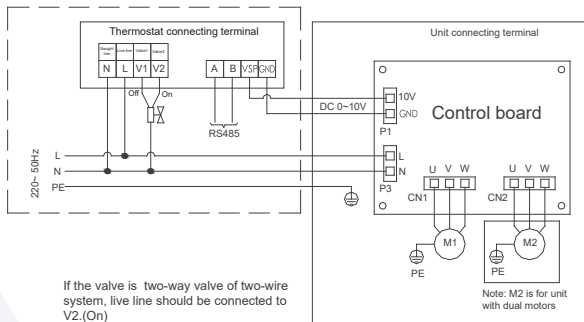 Thermostat connecting terminal
Unit connecting terminal
Naught line
Live line
Valve1
Valve2
N L V1 V2
A B VSP GND
Off
On
RS485
DC 0~10V
10V
GND
P1
Control board
220~ 50Hz
L
N
PE
L
N
P3
U V W
U V W
CN1
CN2
M1
M2
PE
PE
Note: M2 is for unit
with dual motors
If the valve is two-way valve of two-wire
system, live line should be connected to
V2.(On)